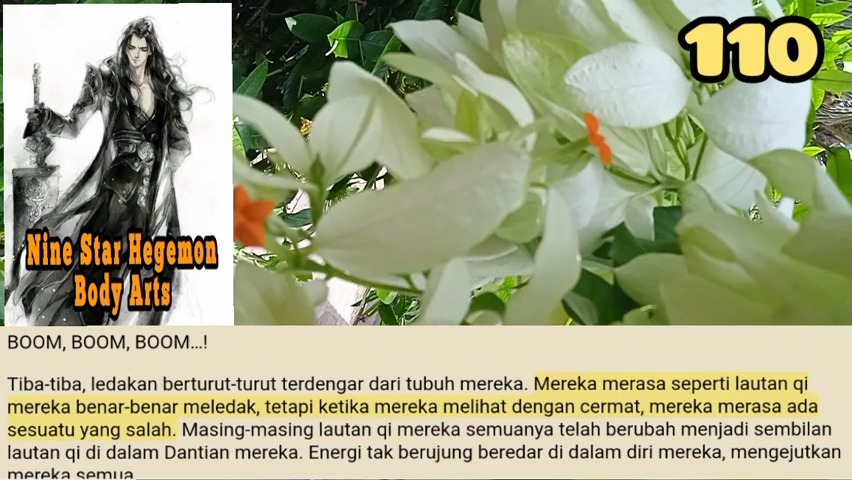 110
Nine Star Hegemon
Body Arts
BOOM, BOOM, BOOM...!
Tiba-tiba, ledakan berturut-turut terdengar dari tubuh mereka. Mereka merasa seperti lautan qi
mereka benar-benar meledak, tetapi ketika mereka melihat dengan cermat, mereka merasa ada
sesuatu yang salah. Masing-masing lautan qi mereka semuanya telah berubah menjadi sembilan
lautan qi di dalam Dantian mereka. Energi tak berujung beredar di dalam diri mereka, mengejutkan
mereka semua.